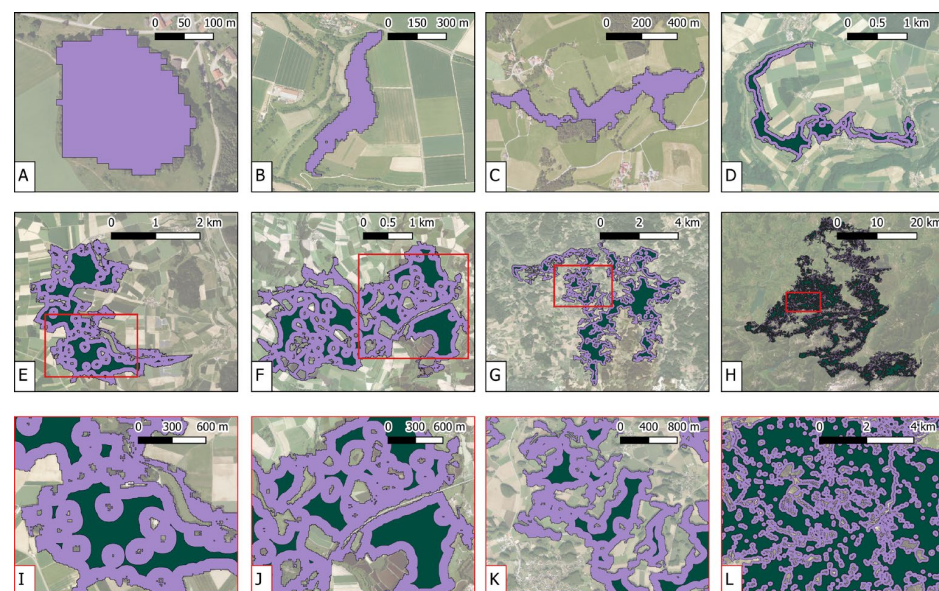 0 50 100 m
A
0 150 300 m
B
0 200 400 m
C
0 0.5 1 km
D
0 1 2 km
E
0 0.5 1 km
F
0 2 4 km
G
0 10 20 km
H
0 300 600 m
I
0 300 600 m
J
0 400 800 m
K
0 2 4 km
L